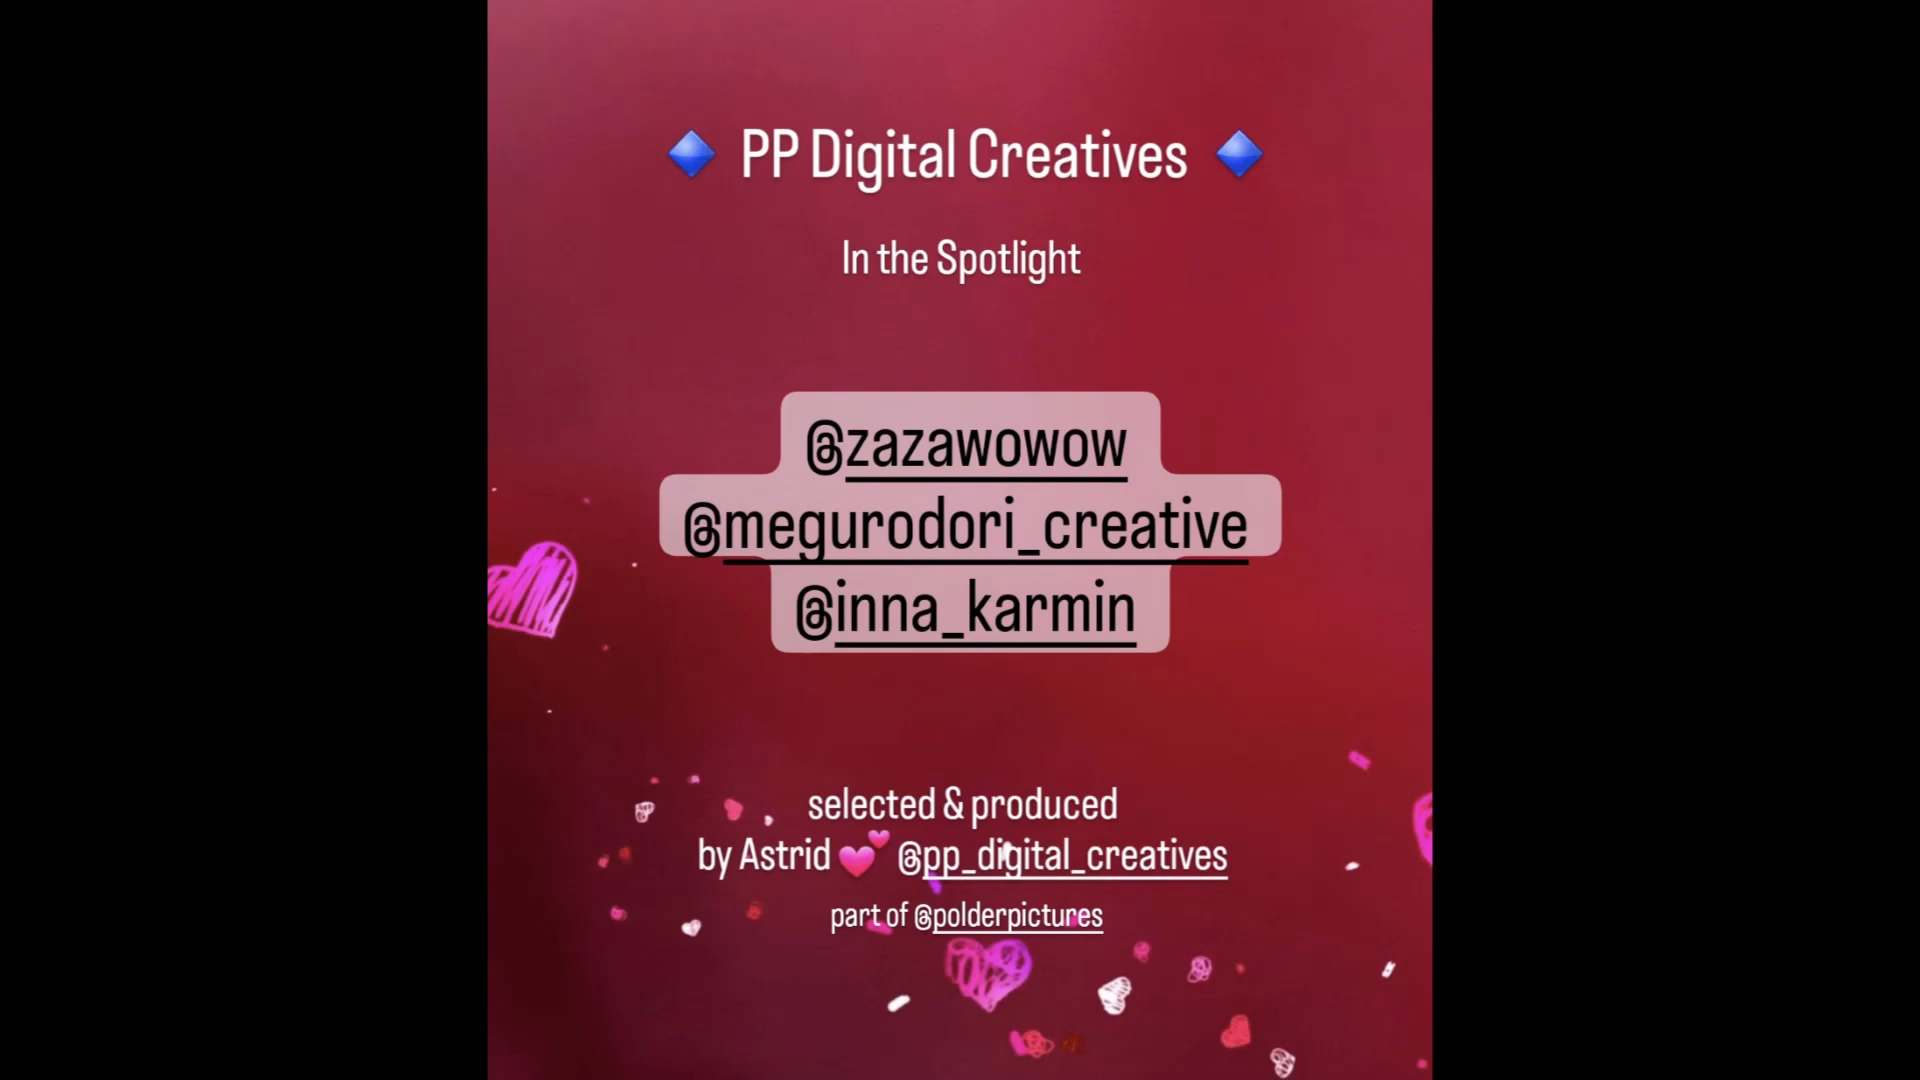 🔹 PP Digital Creatives 🔹
In the Spotlight
@zazawowow
@megurodori_creative
@inna_karmin
selected & produced
by Astrid 💕 @pp_digital_creatives
part of @polderpictures